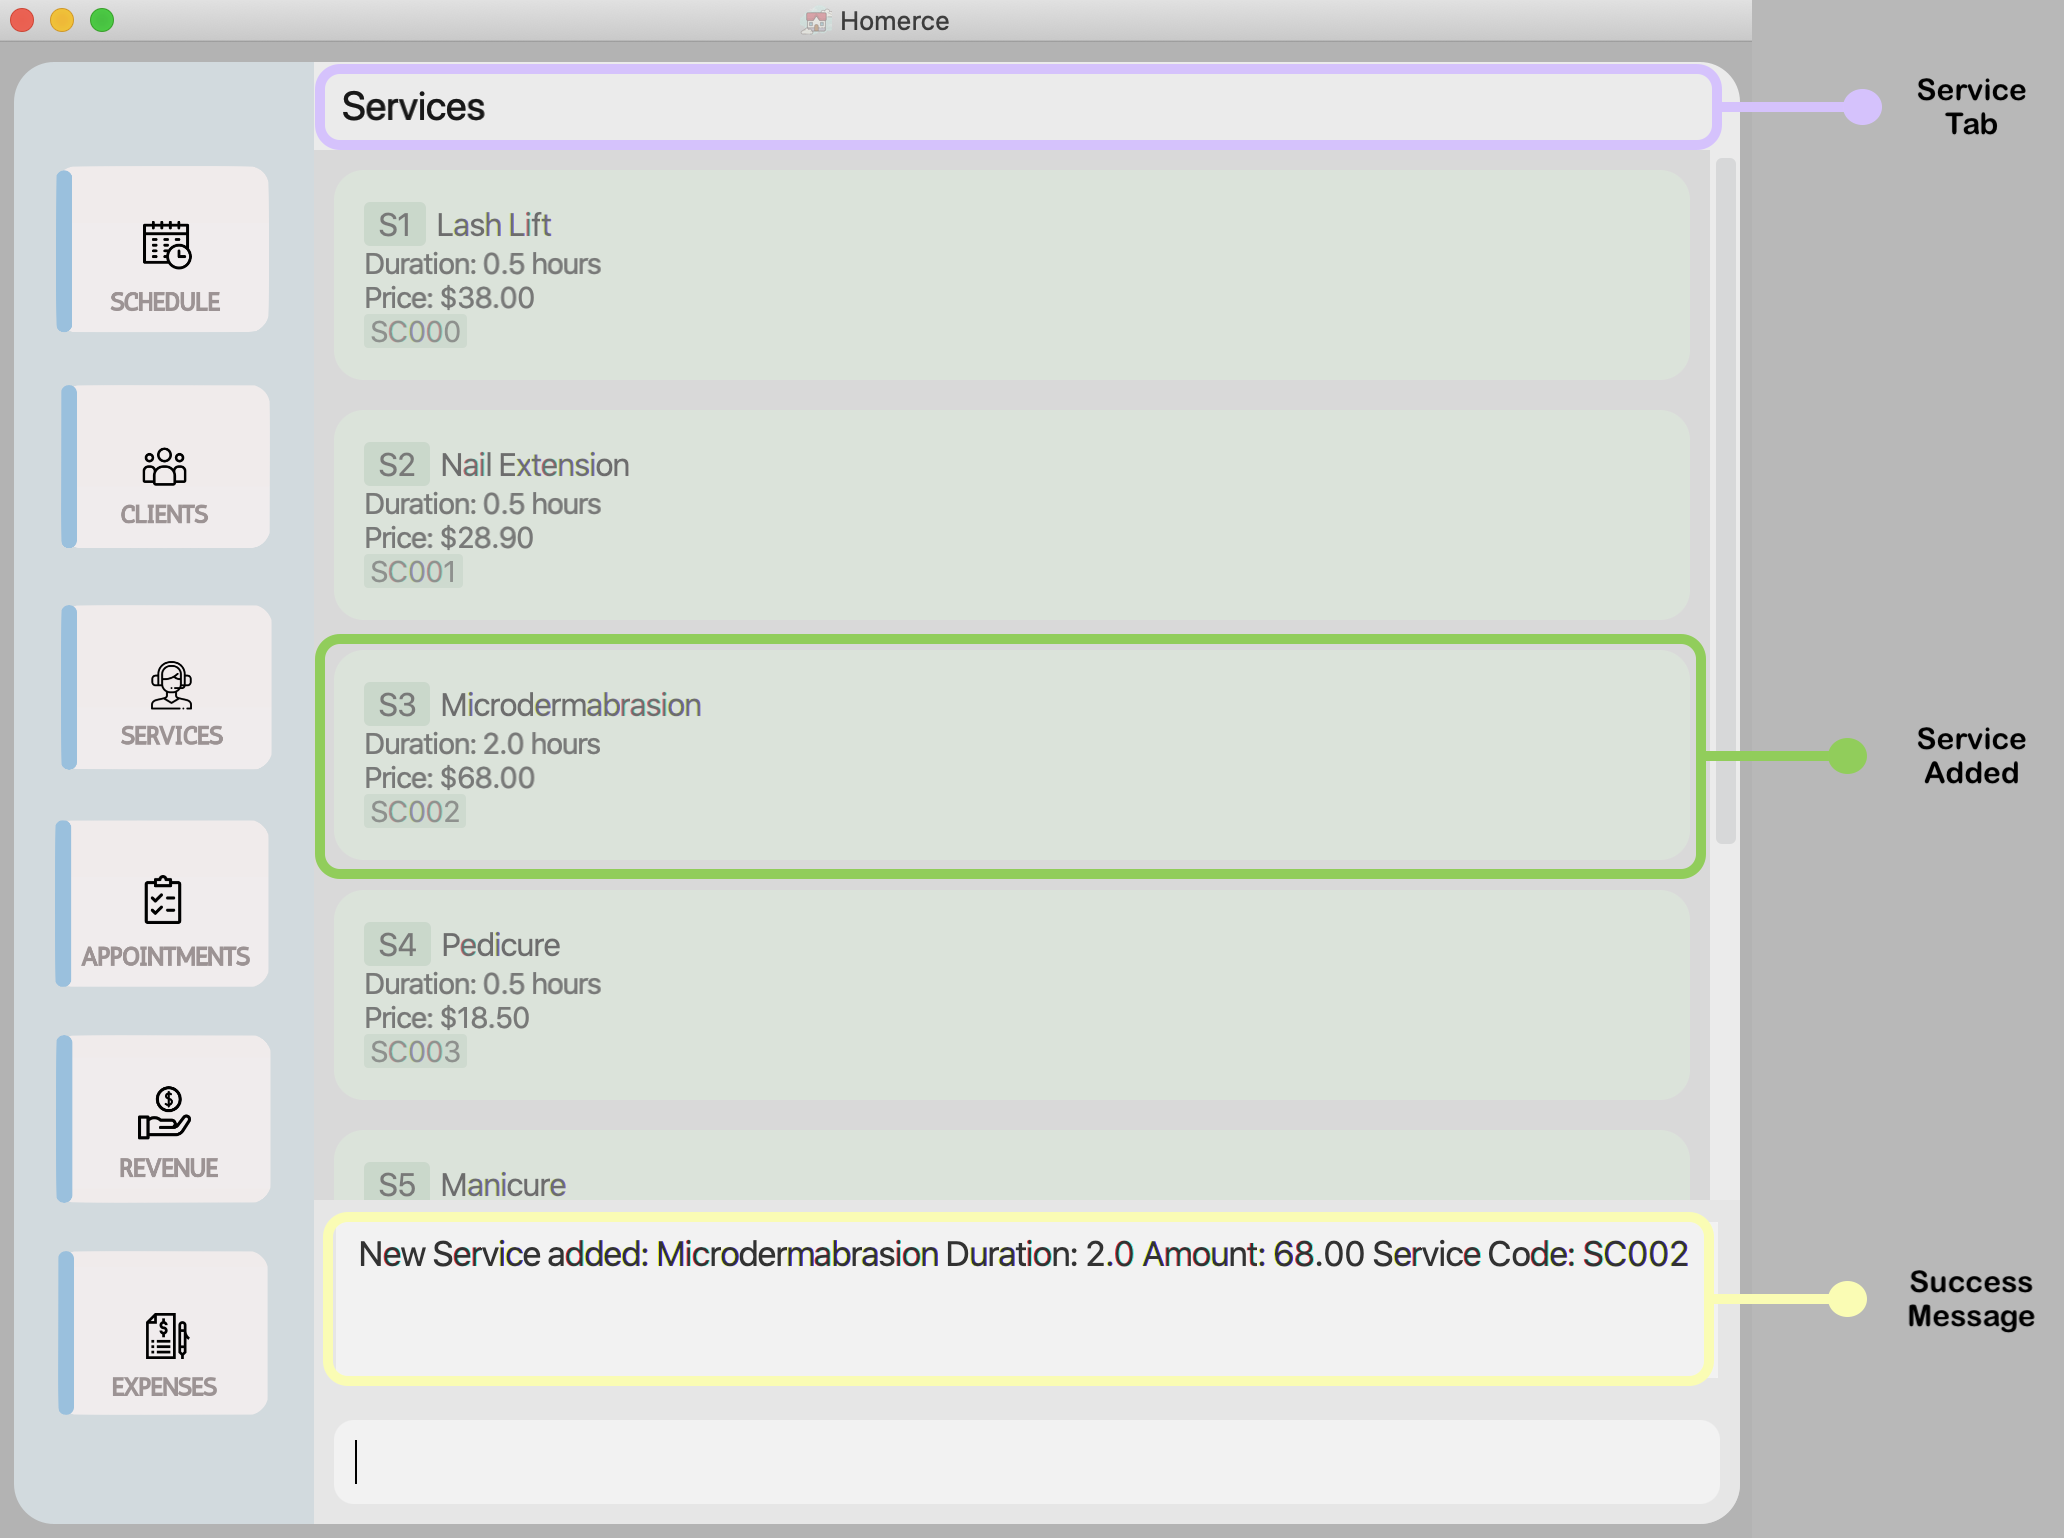 Homerce
Services
Service
Tab
SCHEDULE
CLIENTS
SERVICES
APPOINTMENTS
REVENUE
EXPENSES
S1 Lash Lift
Duration: 0.5 hours
Price: $38.00
SC000
S2 Nail Extension
Duration: 0.5 hours
Price: $28.90
SC001
S3 Microdermabrasion
Duration: 2.0 hours
Price: $68.00
SC002
Service
Added
S4 Pedicure
Duration: 0.5 hours
Price: $18.50
SC003
S5 Manicure
New Service added: Microdermabrasion Duration: 2.0 Amount: 68.00 Service Code: SC002
Success
Message